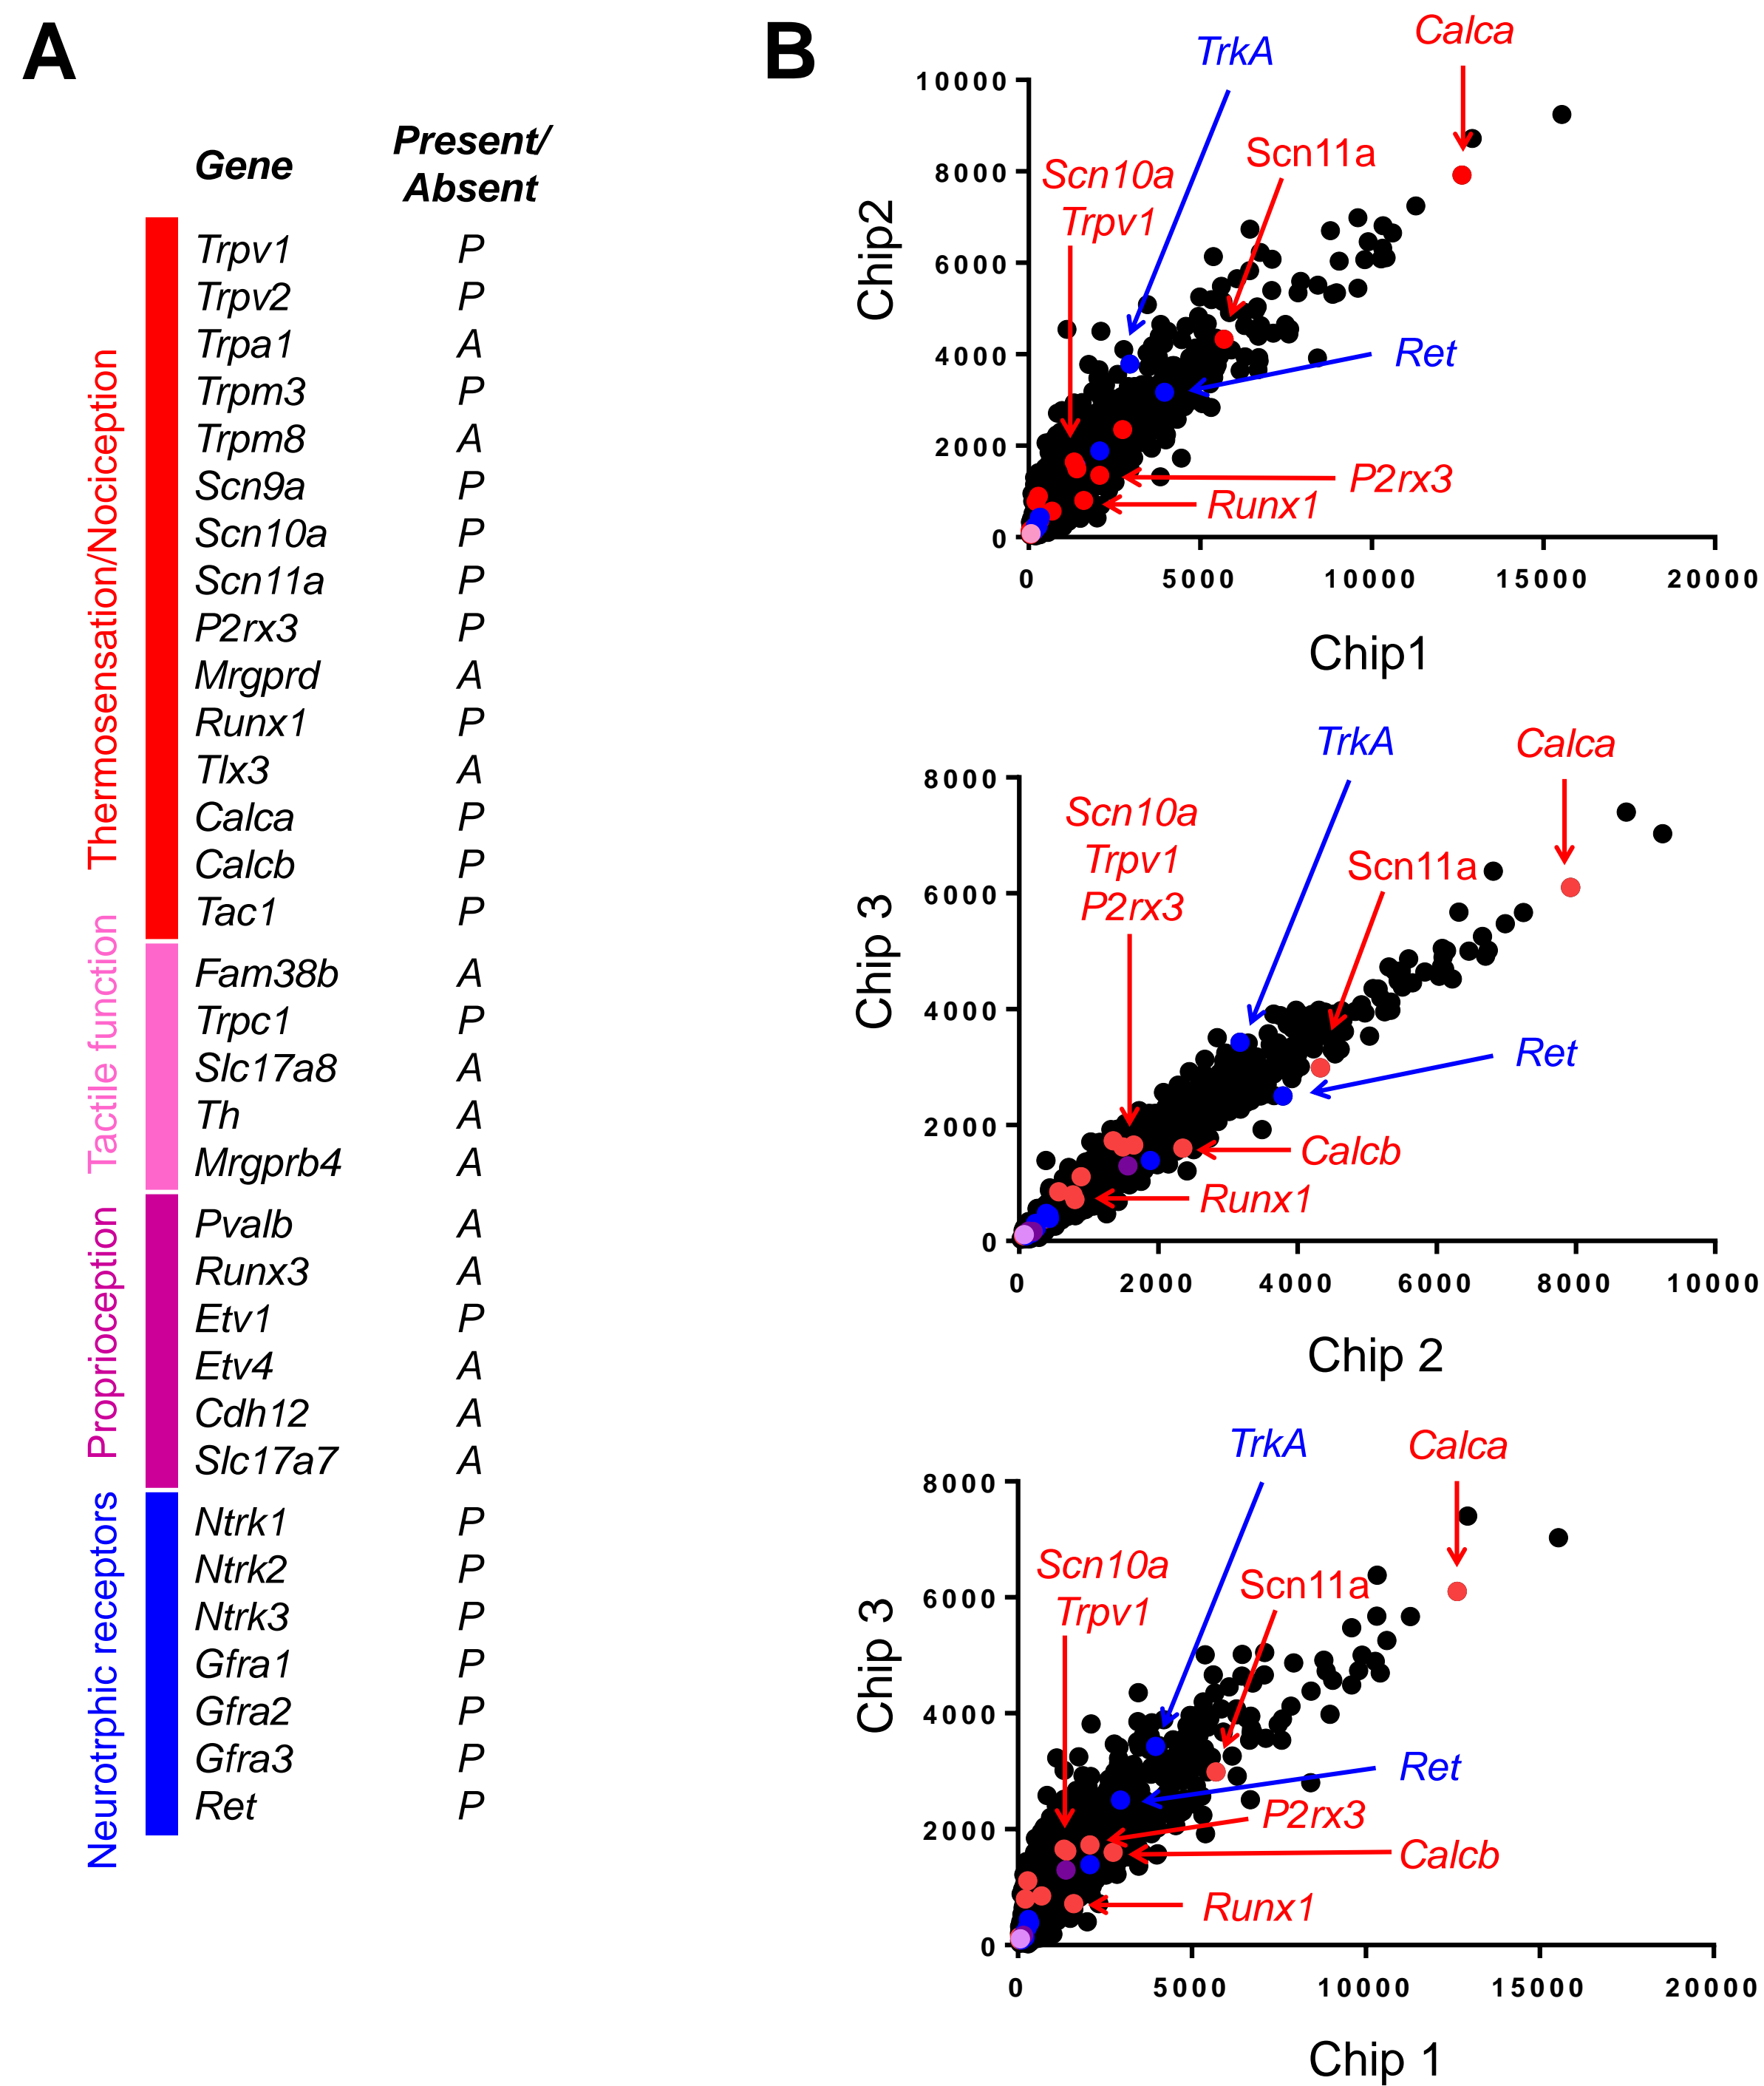 A
Gene
Present/
Absent
Thermosensation/Nociception
Trpv1 P
Trpv2 P
Trpa1 A
Trpm3 P
Trpm8 A
Scn9a P
Scn10a P
Scn11a P
P2rx3 P
Mrgprd A
Runx1 P
Tlx3 A
Calca P
Calcb P
Tac1 P
Tactile function
Fam38b A
Trpc1 P
Slc17a8 A
Th A
Mrgprb4 A
Proprioception
Pvalb A
Runx3 A
Etv1 P
Etv4 A
Cdh12 A
Slc17a7 A
Neurotrphic receptors
Ntrk1 P
Ntrk2 P
Ntrk3 P
Gfra1 P
Gfra2 P
Gfra3 P
Ret P
B
Calca
TrkA
Scn11a
Scn10a
Trpv1
Ret
P2rx3
Runx1
Chip2
10000
8000
6000
4000
2000
0
0 5000 10000 15000 20000
Chip1
TrkA
Calca
Scn10a
Trpv1
P2rx3
Scn11a
Ret
Calcb
Runx1
Chip 3
8000
6000
4000
2000
0
0 2000 4000 6000 8000 10000
Chip 2
TrkA
Calca
Scn10a
Trpv1
Scn11a
Ret
P2rx3
Calcb
Runx1
Chip 3
8000
6000
4000
2000
0
0 5000 10000 15000 20000
Chip 1